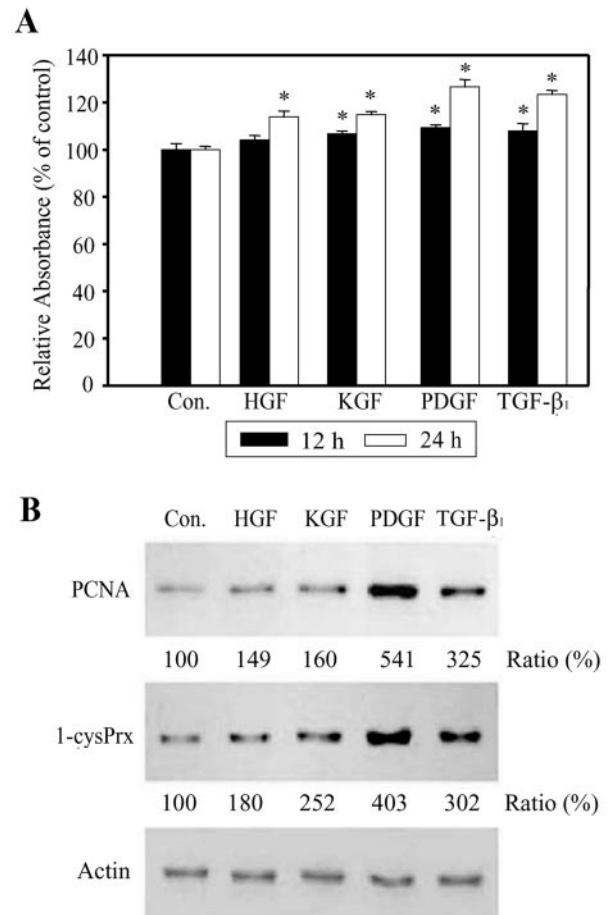 A
Relative Absorbance (% of control)
140
120
100
80
60
40
20
0
* * * * * * *
Con. HGF KGF PDGF TGF-β₁
12 h 24 h
B
Con. HGF KGF PDGF TGF-β₁
PCNA
100 149 160 541 325 Ratio (%)
1-cysPrx
100 180 252 403 302 Ratio (%)
Actin